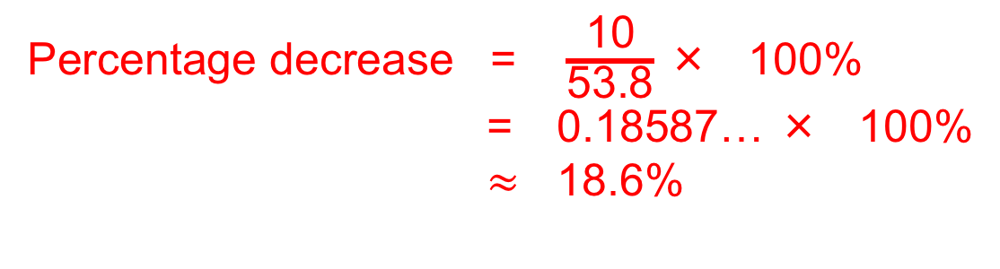 Percentage decrease = 10/53.8 × 100%
= 0.18587… × 100%
≈ 18.6%